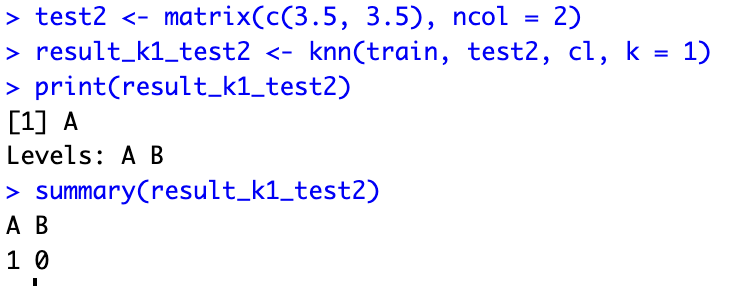 > test2 <- matrix(c(3.5, 3.5), ncol = 2)
> result_k1_test2 <- knn(train, test2, cl, k = 1)
> print(result_k1_test2)
[1] A
Levels: A B
> summary(result_k1_test2)
A B
1 0